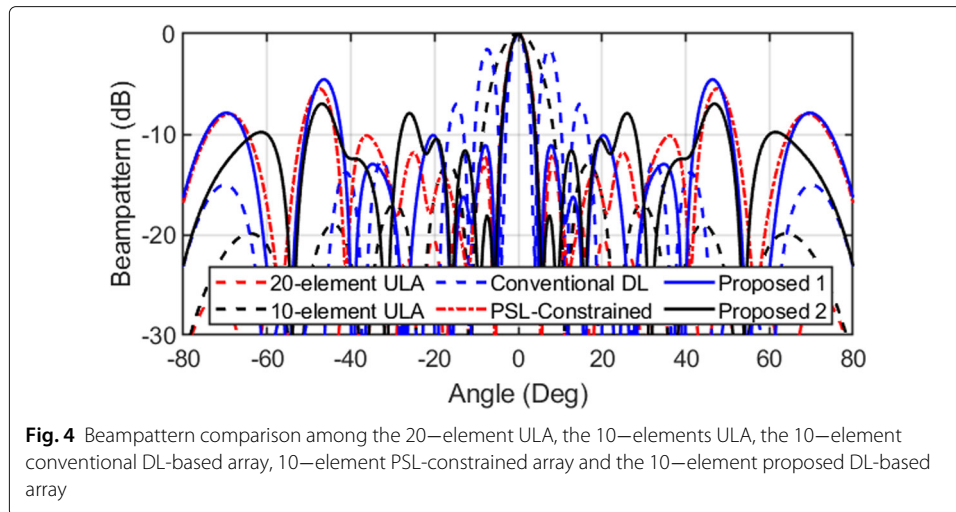 0
-10
-20
-30
Beampattern (dB)
20-element ULA
Conventional DL
Proposed 1
10-element ULA
PSL-Constrained
Proposed 2
-80 -60 -40 -20 0 20 40 60 80
Angle (Deg)
Fig. 4 Beampattern comparison among the 20−element ULA, the 10−elements ULA, the 10−element
conventional DL-based array, 10−element PSL-constrained array and the 10−element proposed DL-based
array